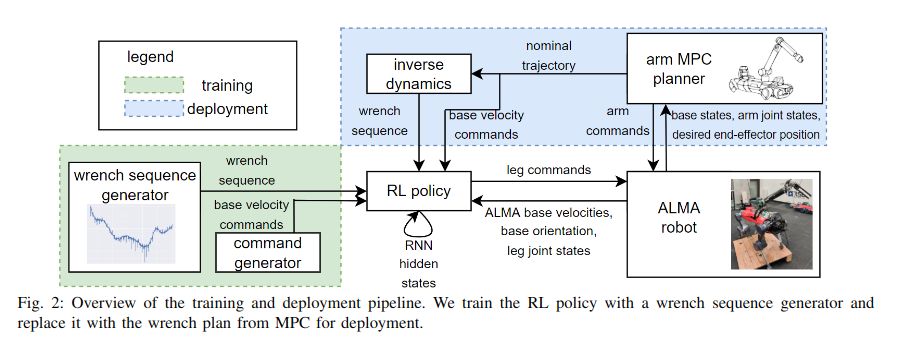 legend
training
deployment
nominal
trajectory
inverse
dynamics
arm MPC
planner
wrench
sequence
base velocity
commands
arm
commands
base states, arm joint states,
desired end-effector position
wrench sequence
generator
wrench
sequence
base velocity
commands
command
generator
RL policy
RNN
hidden
states
leg commands
ALMA base velocities,
base orientation,
leg joint states
ALMA
robot
Fig. 2: Overview of the training and deployment pipeline. We train the RL policy with a wrench sequence generator and
replace it with the wrench plan from MPC for deployment.